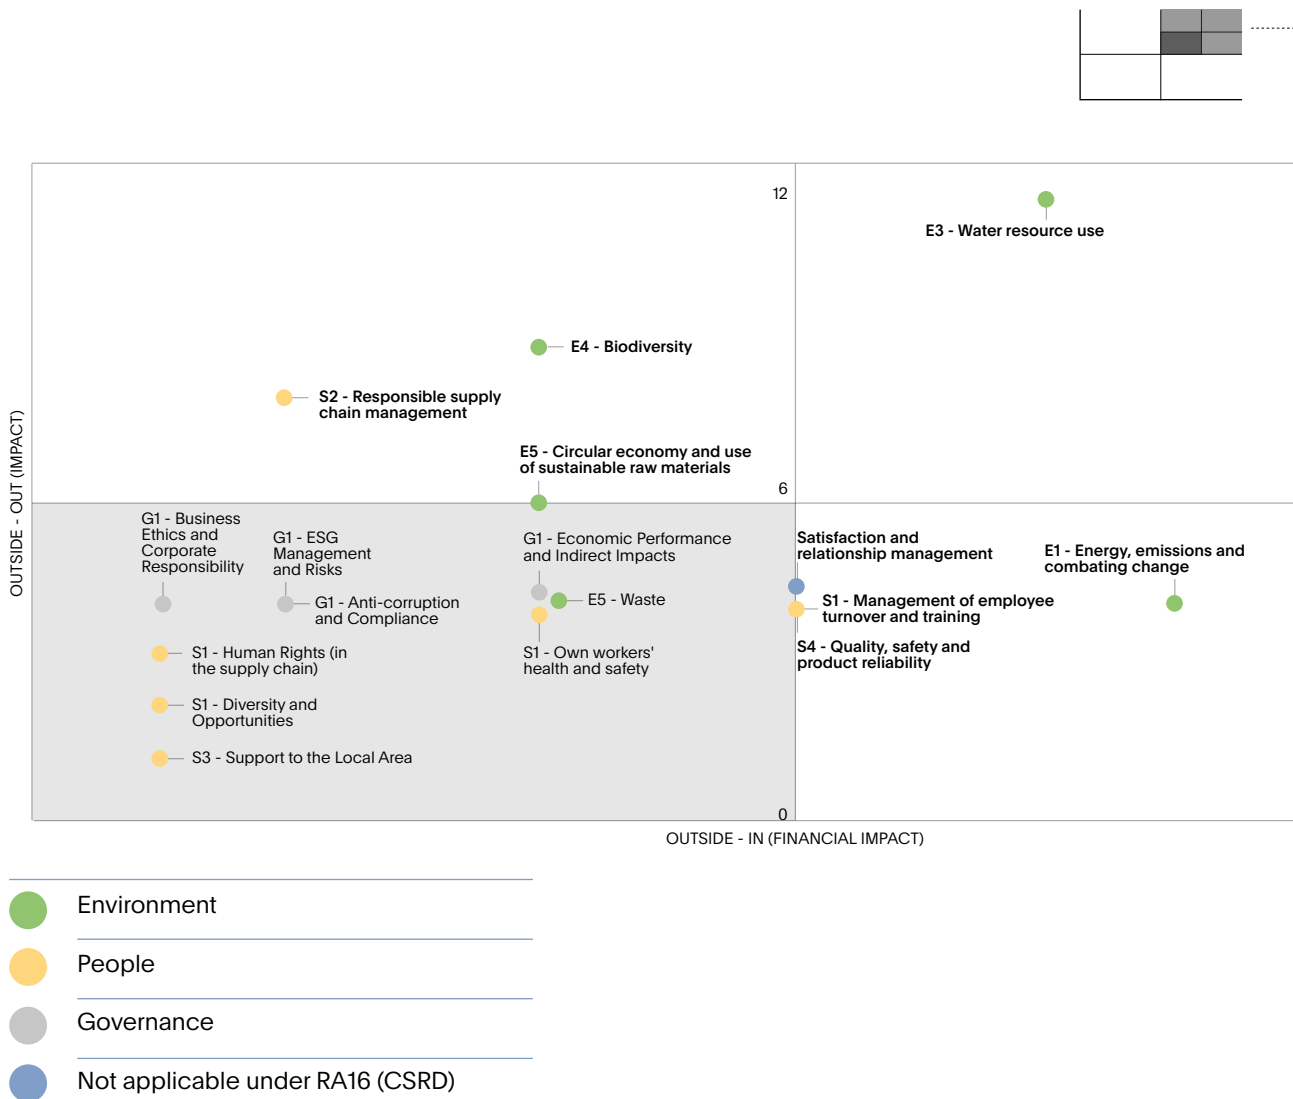 12
E3 - Water resource use
E4 - Biodiversity
S2 - Responsible supply
chain management
E5 - Circular economy and use
of sustainable raw materials
6
OUTSIDE - OUT (IMPACT)
G1 - Business
Ethics and
Corporate
Responsibility
G1 - ESG
Management
and Risks
G1 - Anti-corruption
and Compliance
G1 - Economic Performance
and Indirect Impacts
E5 - Waste
S1 - Own workers'
health and safety
Satisfaction and
relationship management
S1 - Management of employee
turnover and training
S4 - Quality, safety and
product reliability
E1 - Energy, emissions and
combating change
S1 - Human Rights (in
the supply chain)
S1 - Diversity and
Opportunities
S3 - Support to the Local Area
0
OUTSIDE - IN (FINANCIAL IMPACT)
Environment
People
Governance
Not applicable under RA16 (CSRD)